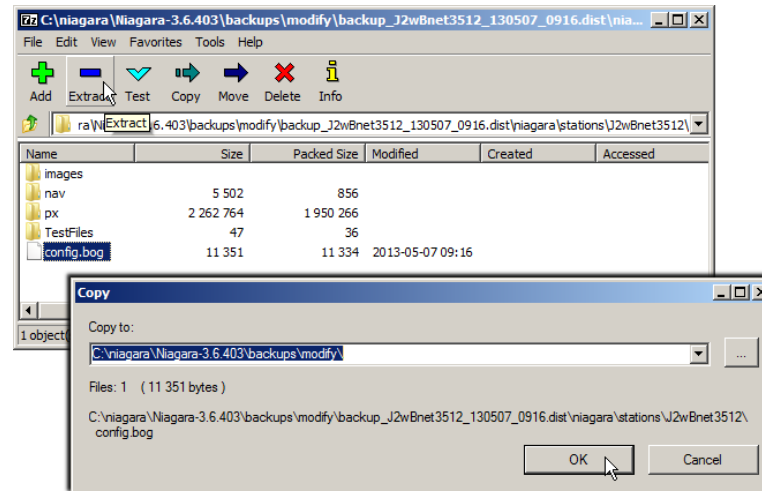 C:\niagara\Niagara-3.6.403\backups\modify\backup_J2wBnet3512_130507_0916.dist\nia...
File Edit View Favorites Tools Help
Add Extract Test Copy Move Delete Info
Extract
ra\Ni 6.403\backups\modify\backup_J2wBnet3512_130507_0916.dist\niagara\stations\J2wBnet3512\
Name Size Packed Size Modified Created Accessed
images
nav 5 502 856
px 2 262 764 1 950 266
TestFiles 47 36
config.bog 11 351 11 334 2013-05-07 09:16
1 object(
Copy
Copy to:
C:\niagara\Niagara-3.6.403\backups\modify\
...
Files: 1 ( 11 351 bytes )
C:\niagara\Niagara-3.6.403\backups\modify\backup_J2wBnet3512_130507_0916.dist\niagara\stations\J2wBnet3512\
config.bog
OK Cancel